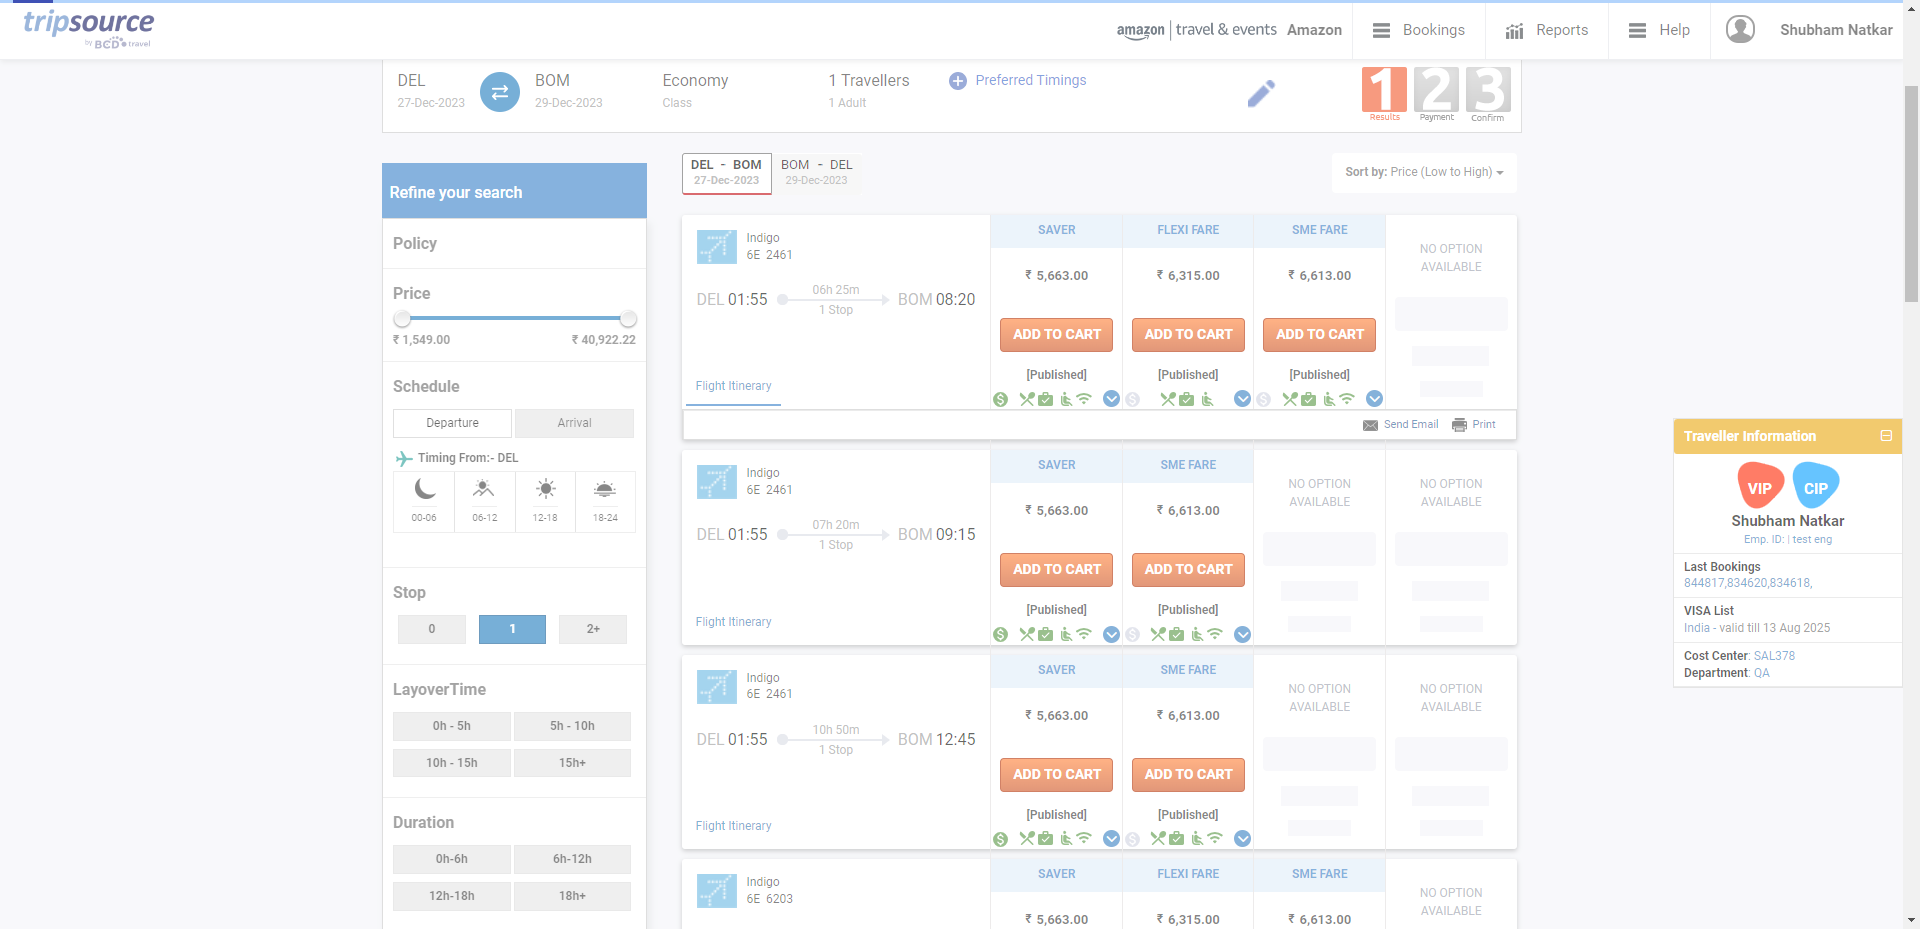 tripsource
by BCD travel
amazon | travel & events Amazon
Bookings
Reports
Help
Shubham Natkar
DEL
27-Dec-2023
BOM
29-Dec-2023
Economy
Class
1 Travellers
1 Adult
Preferred Timings
1
Results
2
Payment
3
Confirm
DEL - BOM
27-Dec-2023
BOM - DEL
29-Dec-2023
Sort by: Price (Low to High)
Refine your search
Policy
Price
₹ 1,549.00 ₹ 40,922.22
Schedule
Departure Arrival
Timing From:- DEL
00-06 06-12 12-18 18-24
Stop
0 1 2+
LayoverTime
0h - 5h 5h - 10h
10h - 15h 15h+
Duration
0h-6h 6h-12h
12h-18h 18h+
Indigo
6E 2461
DEL 01:55
06h 25m
1 Stop
BOM 08:20
Flight Itinerary
SAVER
₹ 5,663.00
ADD TO CART
[Published]
FLEXI FARE
₹ 6,315.00
ADD TO CART
[Published]
SME FARE
₹ 6,613.00
ADD TO CART
[Published]
NO OPTION
AVAILABLE
Send Email Print
Indigo
6E 2461
DEL 01:55
07h 20m
1 Stop
BOM 09:15
Flight Itinerary
SAVER
₹ 5,663.00
ADD TO CART
[Published]
SME FARE
₹ 6,613.00
ADD TO CART
[Published]
NO OPTION
AVAILABLE
NO OPTION
AVAILABLE
Indigo
6E 2461
DEL 01:55
10h 50m
1 Stop
BOM 12:45
Flight Itinerary
SAVER
₹ 5,663.00
ADD TO CART
[Published]
SME FARE
₹ 6,613.00
ADD TO CART
[Published]
NO OPTION
AVAILABLE
NO OPTION
AVAILABLE
Indigo
6E 6203
SAVER
₹ 5,663.00
FLEXI FARE
₹ 6,315.00
SME FARE
₹ 6,613.00
NO OPTION
AVAILABLE
Traveller Information
VIP CIP
Shubham Natkar
Emp. ID: | test eng
Last Bookings
844817,834620,834618,
VISA List
India - valid till 13 Aug 2025
Cost Center: SAL378
Department: QA